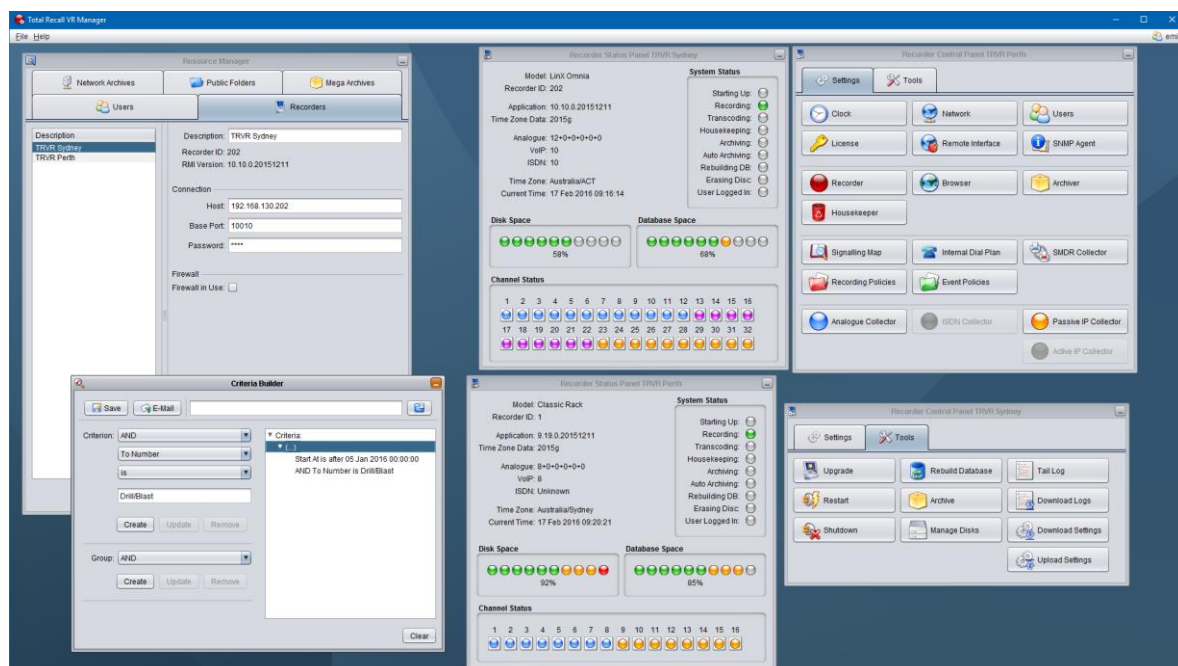 Total Recall VR Manager
File Help
emi
Resource Manager
Network Archives Public Folders Mega Archives
Users Recorders
Description
TRVR Sydney
TRVR Perth
Description: TRVR Sydney
Recorder ID: 202
RMI Version: 10.10.0.20151211
Connection
Host: 192.168.130.202
Base Port: 10010
Password: ****
Firewall
Firewall in Use:
Recorder Status Panel TRVR Sydney
Model: LinX Omnia
Recorder ID: 202
Application: 10.10.0.20151211
Time Zone Data: 2015g
Analogue: 12+0+0+0+0+0
VoIP: 10
ISDN: 10
Time Zone: Australia/ACT
Current Time: 17 Feb 2016 09:16:14
System Status
Starting Up:
Recording:
Transcoding:
Housekeeping:
Archiving:
Auto Archiving:
Rebuilding DB:
Erasing Disc:
User Logged In:
Disk Space
58%
Database Space
68%
Channel Status
1 2 3 4 5 6 7 8 9 10 11 12 13 14 15 16
17 18 19 20 21 22 23 24 25 26 27 28 29 30 31 32
Recorder Control Panel TRVR Perth
Settings Tools
Clock Network Users
License Remote Interface SNMP Agent
Recorder Browser Archiver
Housekeeper
Signalling Map Internal Dial Plan SMDR Collector
Recording Policies Event Policies
Analogue Collector ISDN Collector Passive IP Collector
Active IP Collector
Criteria Builder
Save E-Mail
Criterion: AND
To Number
is
Drill/Blast
Create Update Remove
Group: AND
Create Update Remove
Criteria:
(...)
Start At is after 05 Jan 2016 00:00:00
AND To Number is Drill/Blast
Clear
Recorder Status Panel TRVR Perth
Model: Classic Rack
Recorder ID: 1
Application: 9.19.0.20151211
Time Zone Data: 2015g
Analogue: 8+0+0+0+0+0
VoIP: 8
ISDN: Unknown
Time Zone: Australia/Sydney
Current Time: 17 Feb 2016 09:20:21
System Status
Starting Up:
Recording:
Transcoding:
Housekeeping:
Archiving:
Auto Archiving:
Rebuilding DB:
Erasing Disc:
User Logged In:
Disk Space
92%
Database Space
85%
Channel Status
1 2 3 4 5 6 7 8 9 10 11 12 13 14 15 16
Recorder Control Panel TRVR Sydney
Settings Tools
Upgrade Rebuild Database Tail Log
Restart Archive Download Logs
Shutdown Manage Disks Download Settings
Upload Settings